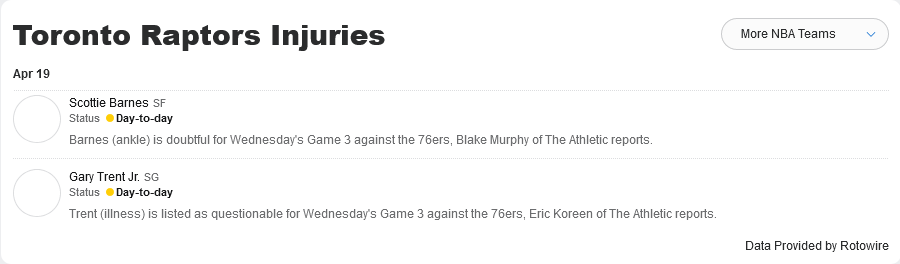 Toronto Raptors Injuries
More NBA Teams
Apr 19
Scottie Barnes SF
Status Day-to-day
Barnes (ankle) is doubtful for Wednesday's Game 3 against the 76ers, Blake Murphy of The Athletic reports.
Gary Trent Jr. SG
Status Day-to-day
Trent (illness) is listed as questionable for Wednesday's Game 3 against the 76ers, Eric Koreen of The Athletic reports.
Data Provided by Rotowire